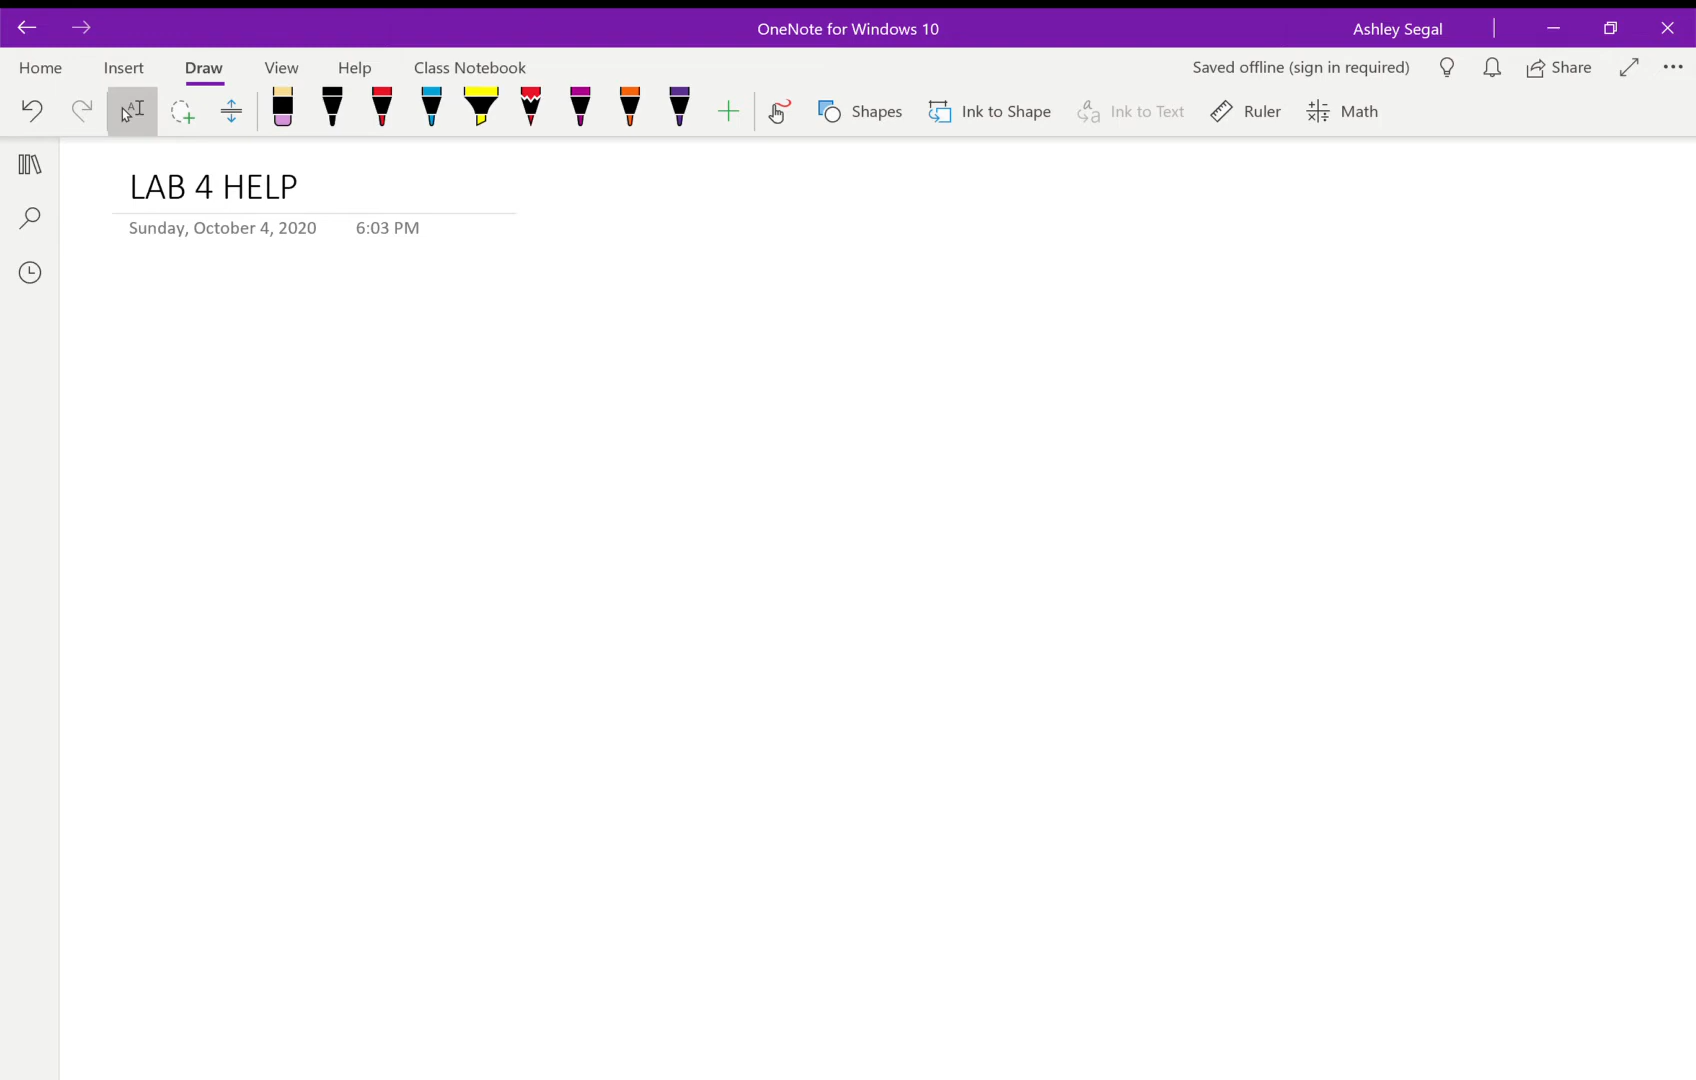 OneNote for Windows 10
Ashley Segal
Home Insert Draw View Help Class Notebook
Saved offline (sign in required)
Share
Shapes
Ink to Shape
Ink to Text
Ruler
Math
LAB 4 HELP
Sunday, October 4, 2020 6:03 PM